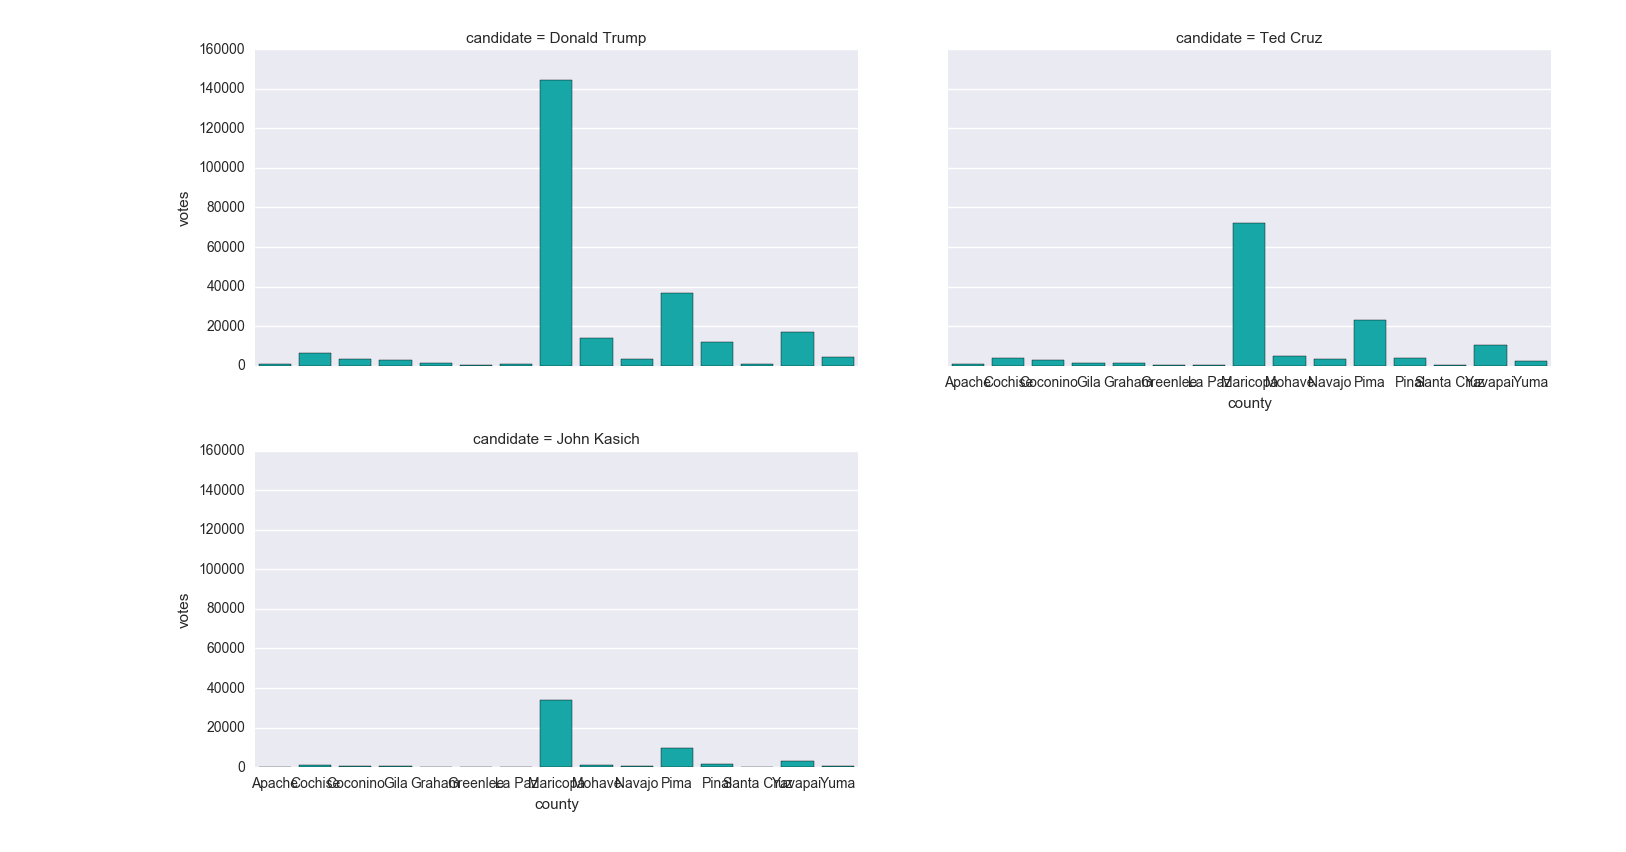 candidate = Donald Trump
160000
140000
120000
100000
80000
60000
40000
20000
0
votes
candidate = Ted Cruz
Apache Cochise Coconino Gila Graham Greenlee La Paz Maricopa Mohave Navajo Pima Pinal Santa Cruz Yavapai Yuma
county
candidate = John Kasich
160000
140000
120000
100000
80000
60000
40000
20000
0
votes
Apache Cochise Coconino Gila Graham Greenlee La Paz Maricopa Mohave Navajo Pima Pinal Santa Cruz Yavapai Yuma
county